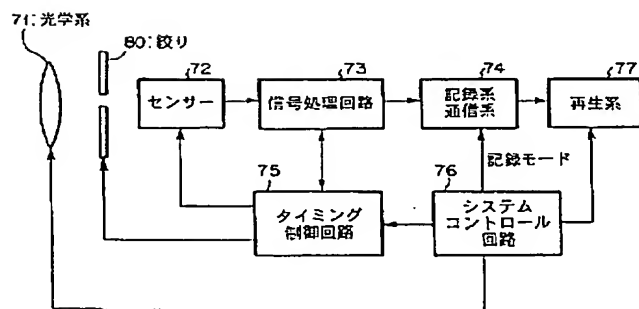 71:光学系
80:絞り
72
センサー
73
信号処理回路
74
記録系
通信系
77
再生系
記録モード
75
タイミング
制御回路
76
システム
コントロール
回路